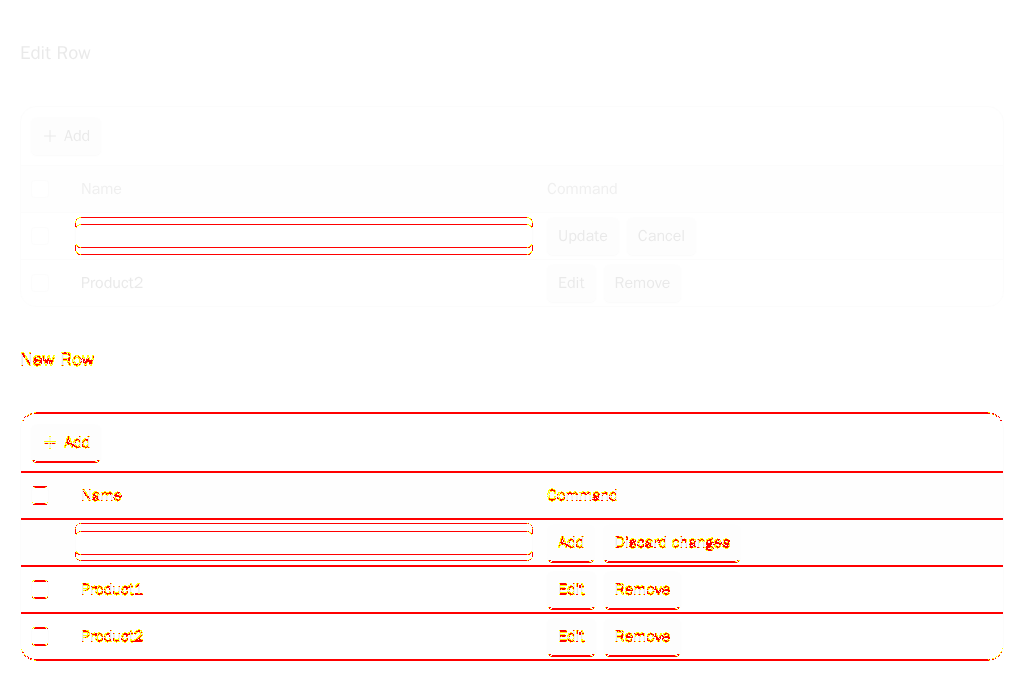 Edit Row
+ Add
Name Command
Update Cancel
Product2 Edit Remove
New Row
+ Add
Name Command
Add Discard changes
Product1 Edit Remove
Product2 Edit Remove